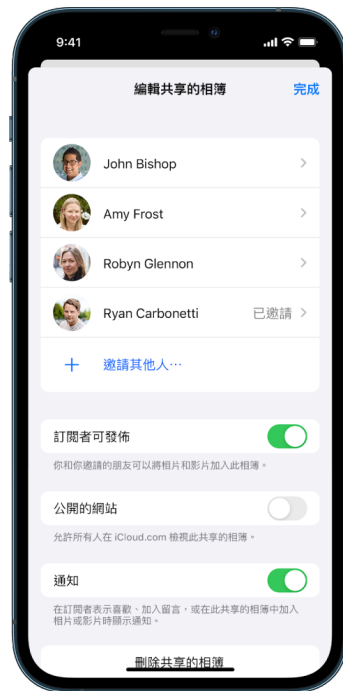 9:41
編輯共享的相簿
完成
John Bishop
Amy Frost
Robyn Glennon
Ryan Carbonetti
已邀請
邀請其他人⋯
訂閱者可發佈
你和你邀請的朋友可以將相片和影片加入此相簿。
公開的網站
允許所有人在 iCloud.com 檢視此共享的相簿。
通知
在訂閱者表示喜歡、加入留言，或在此共享的相簿中加入
相片或影片時顯示通知。
刪除共享的相簿